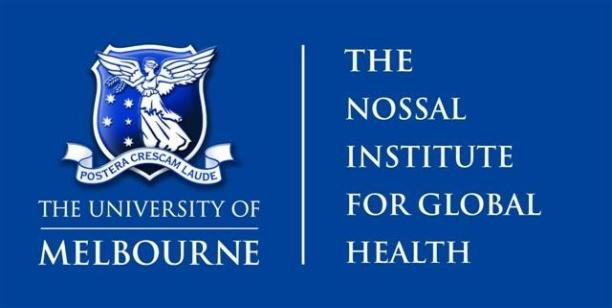 POSTERA CRESCAM LAUDE
THE UNIVERSITY OF
MELBOURNE
THE
NOSSAL
INSTITUTE
FOR GLOBAL
HEALTH